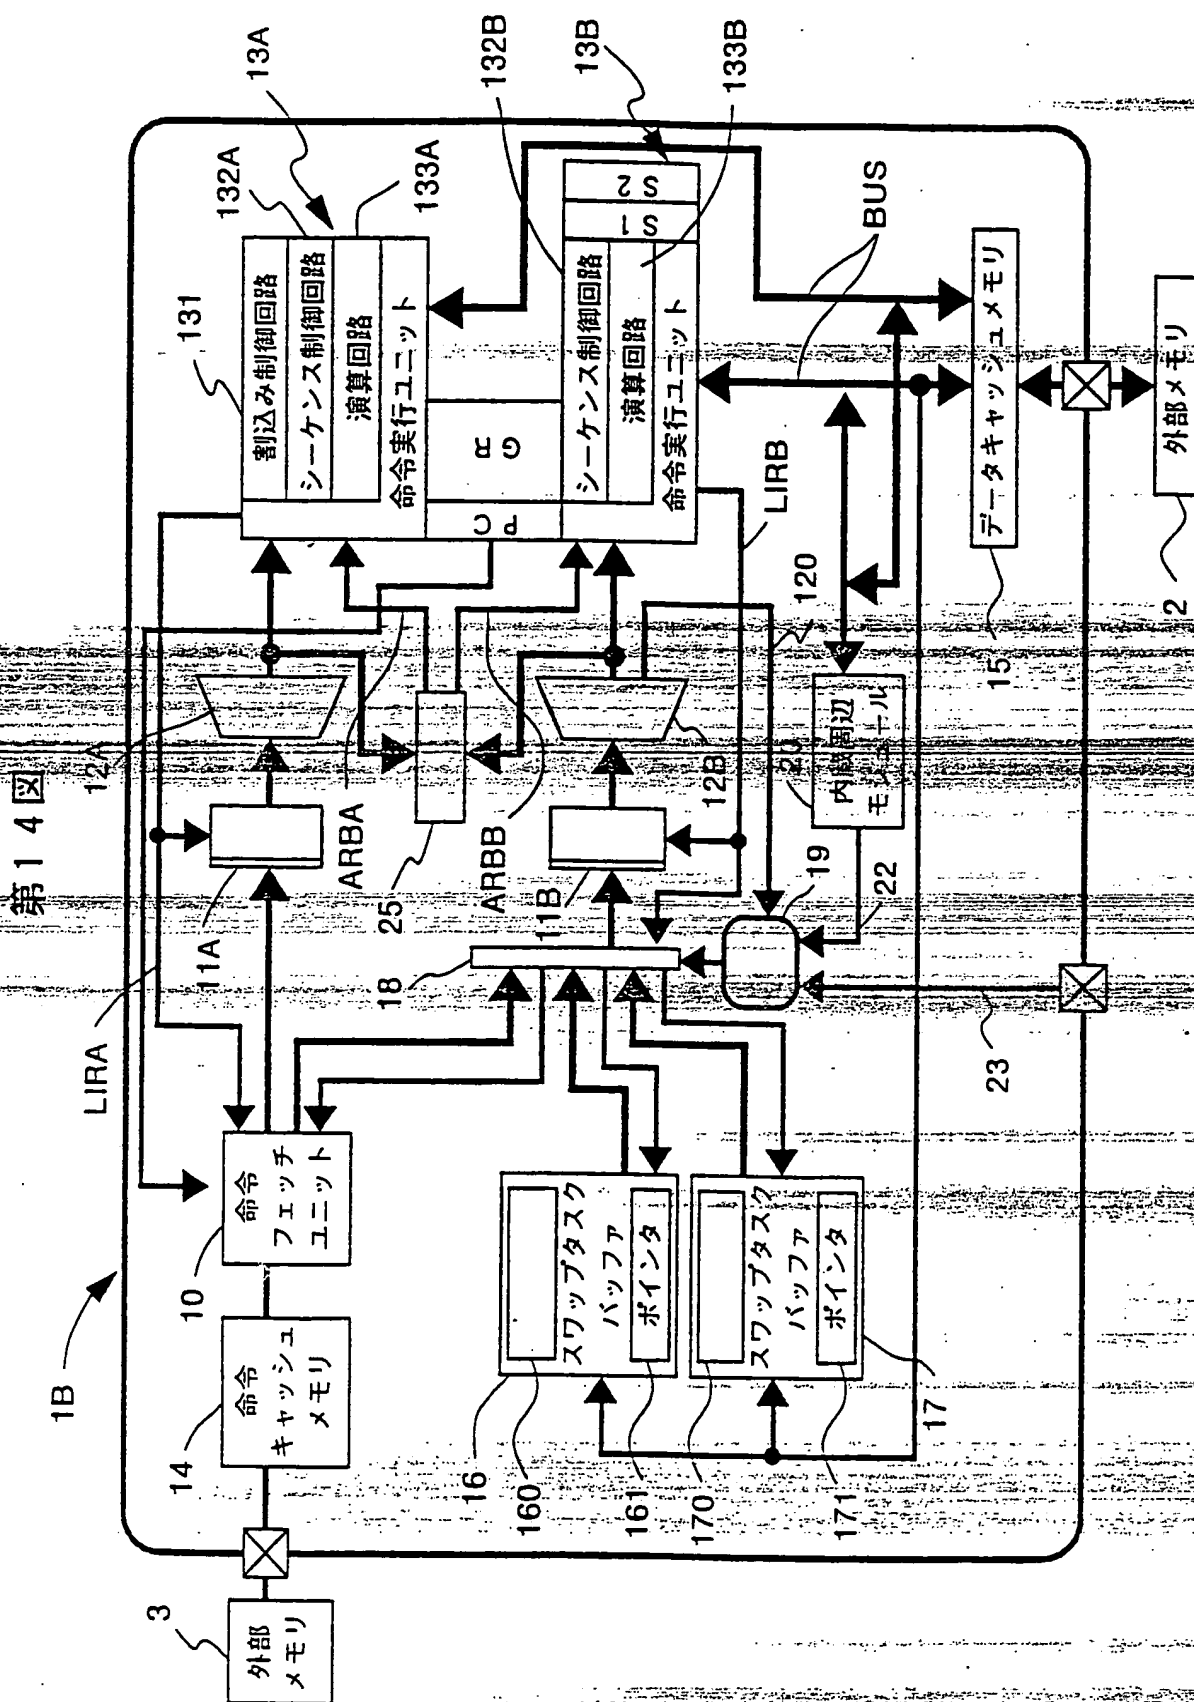 第１４図
1B
3
外部
メモリ
14
命令
キャッシュ
メモリ
10
命令
フェッチ
ユニット
LIRA
11A
12A
131
132A
13A
133A
割込み制御回路
シーケンス制御回路
演算回路
命令実行ユニット
PC
GR
ARBA
25
ARBB
18
11B
12B
132B
13B
133B
シーケンス制御回路
演算回路
命令実行ユニット
S1
S2
LIRB
BUS
120
16
160
スワップタスク
バッファ
ポインタ
161
170
スワップタスク
バッファ
ポインタ
171
17
19
22
23
20
内蔵周辺
モジュール
15
データキャッシュメモリ
2
外部メモリ